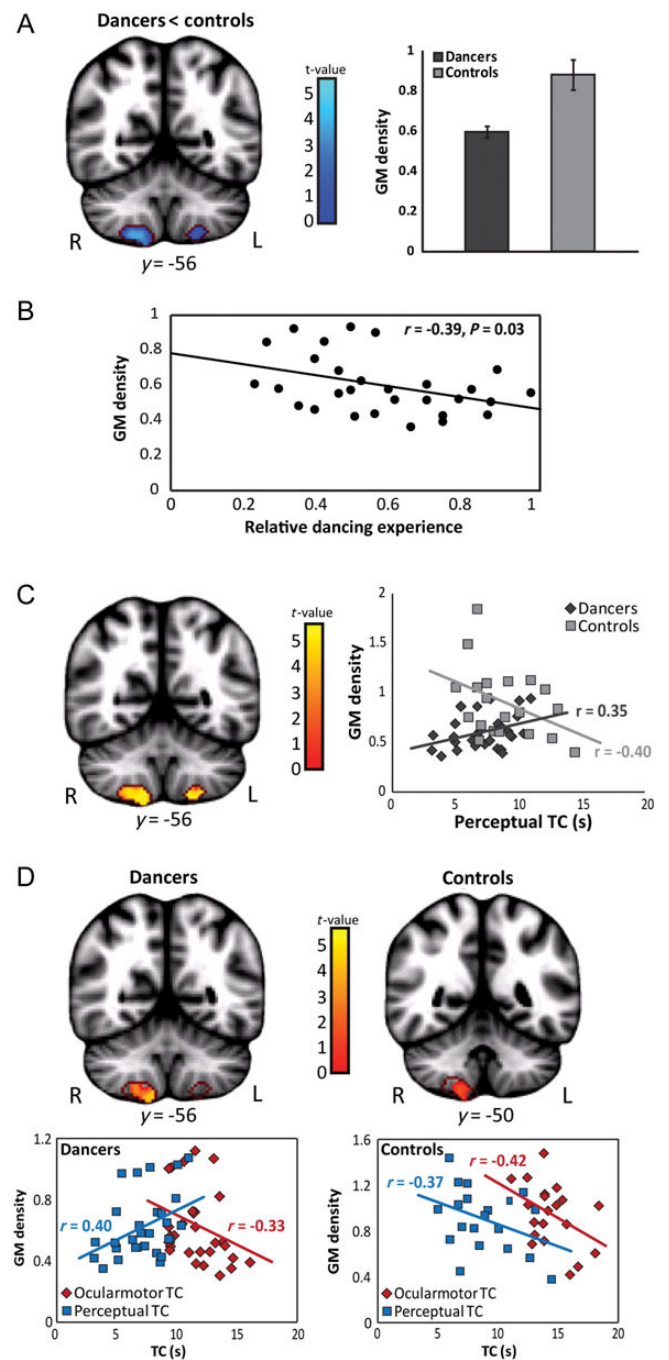 A
Dancers < controls
t-value
5
4
3
2
1
0
R
L
y = -56
GM density
1
0.8
0.6
0.4
0.2
0
Dancers
Controls
B
GM density
1
0.8
0.6
0.4
0.2
0
r = -0.39, P = 0.03
0 0.2 0.4 0.6 0.8 1
Relative dancing experience
C
t-value
5
4
3
2
1
0
R
L
y = -56
GM density
2
1.5
1
0.5
0
Dancers
Controls
r = 0.35
r = -0.40
0 5 10 15 20
Perceptual TC (s)
D
Dancers
Controls
t-value
5
4
3
2
1
0
R
L
y = -56
R
L
y = -50
GM density
1.2
0.8
0.4
0
Dancers
r = 0.40
r = -0.33
Ocularmotor TC
Perceptual TC
0 5 10 15 20
TC (s)
GM density
1.6
1.2
0.8
0.4
0
Controls
r = -0.42
r = -0.37
Ocularmotor TC
Perceptual TC
0 5 10 15 20
TC (s)